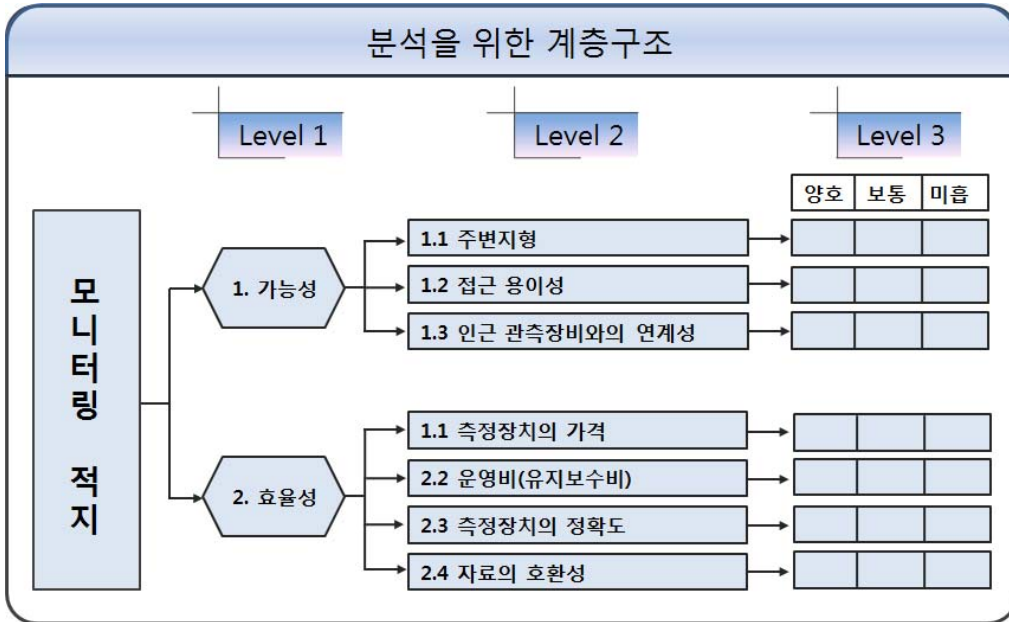 분석을 위한 계층구조
Level 1
Level 2
Level 3
양호 보통 미흡
모니터링 적지
1. 가능성
1.1 주변지형
1.2 접근 용이성
1.3 인근 관측장비와의 연계성
2. 효율성
1.1 측정장치의 가격
2.2 운영비(유지보수비)
2.3 측정장치의 정확도
2.4 자료의 호환성